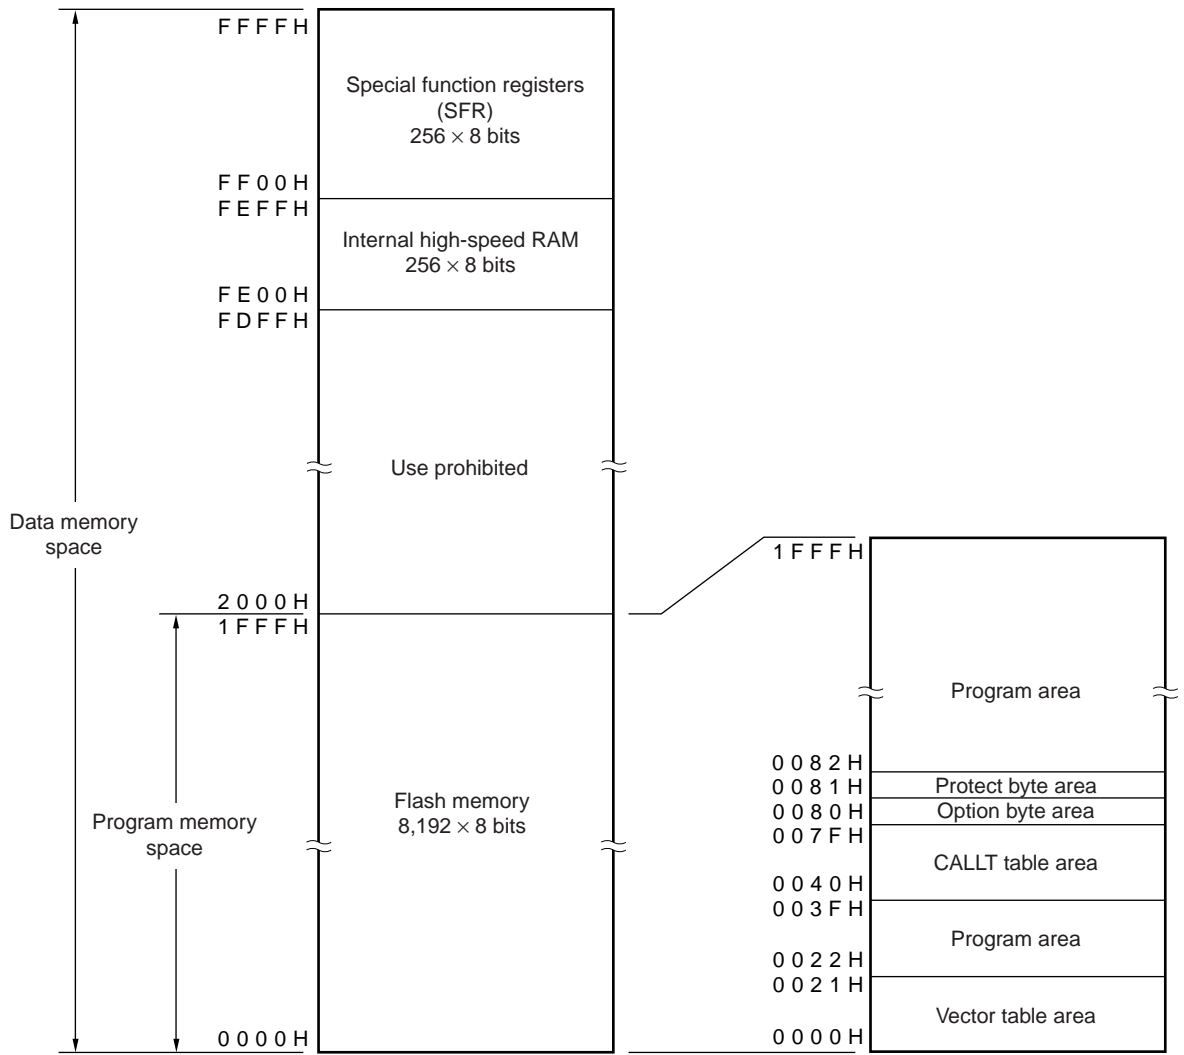 FFFFH
Special function registers
(SFR)
256 × 8 bits
FF00H
FEFFH
Internal high-speed RAM
256 × 8 bits
FE00H
FDFFH
Use prohibited
Data memory
space
2000H
1FFFH
Program memory
space
Flash memory
8,192 × 8 bits
0000H
1FFFH
Program area
0082H
0081H
Protect byte area
0080H
Option byte area
007FH
CALLT table area
0040H
003FH
Program area
0022H
0021H
Vector table area
0000H